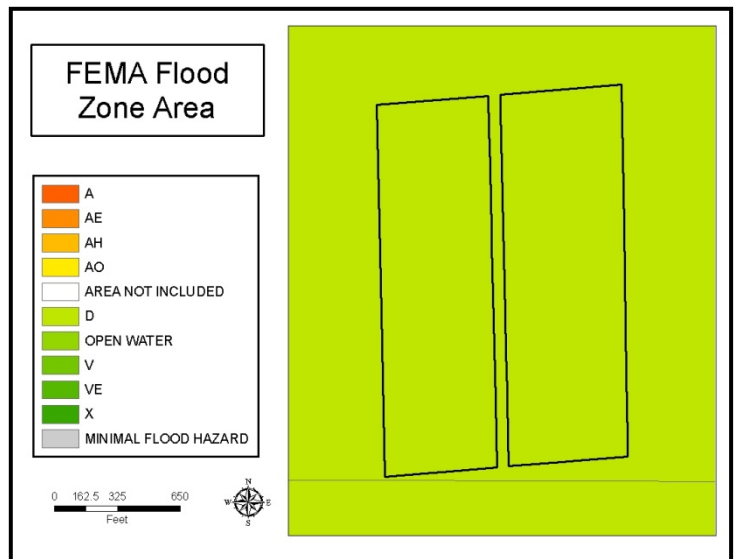 FEMA Flood
Zone Area
A
AE
AH
AO
AREA NOT INCLUDED
D
OPEN WATER
V
VE
X
MINIMAL FLOOD HAZARD
0 162.5 325 650
Feet
N
W E
S